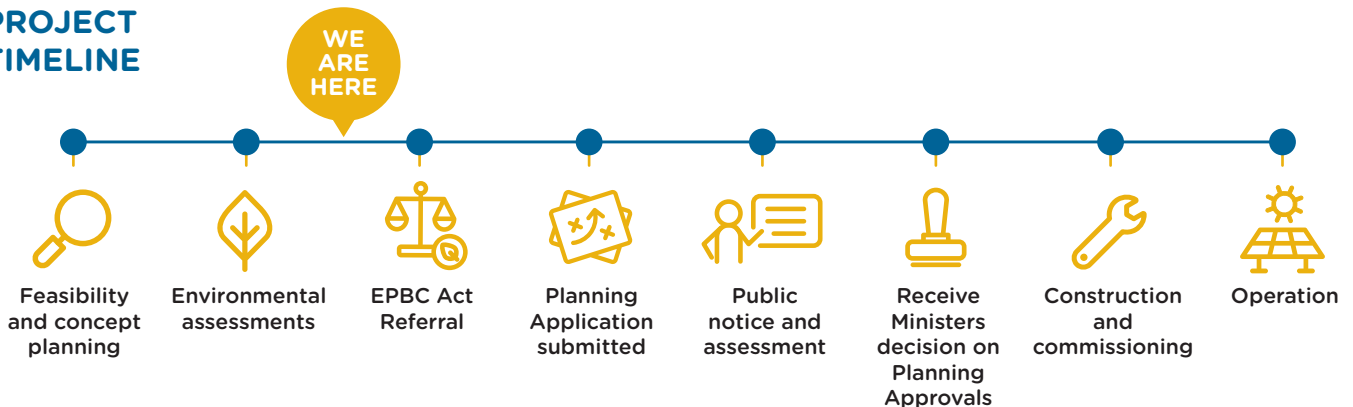 PROJECT
TIMELINE
WE
ARE
HERE
Feasibility
and concept
planning
Environmental
assessments
EPBC Act
Referral
Planning
Application
submitted
Public
notice and
assessment
Receive
Ministers
decision on
Planning
Approvals
Construction
and
commissioning
Operation